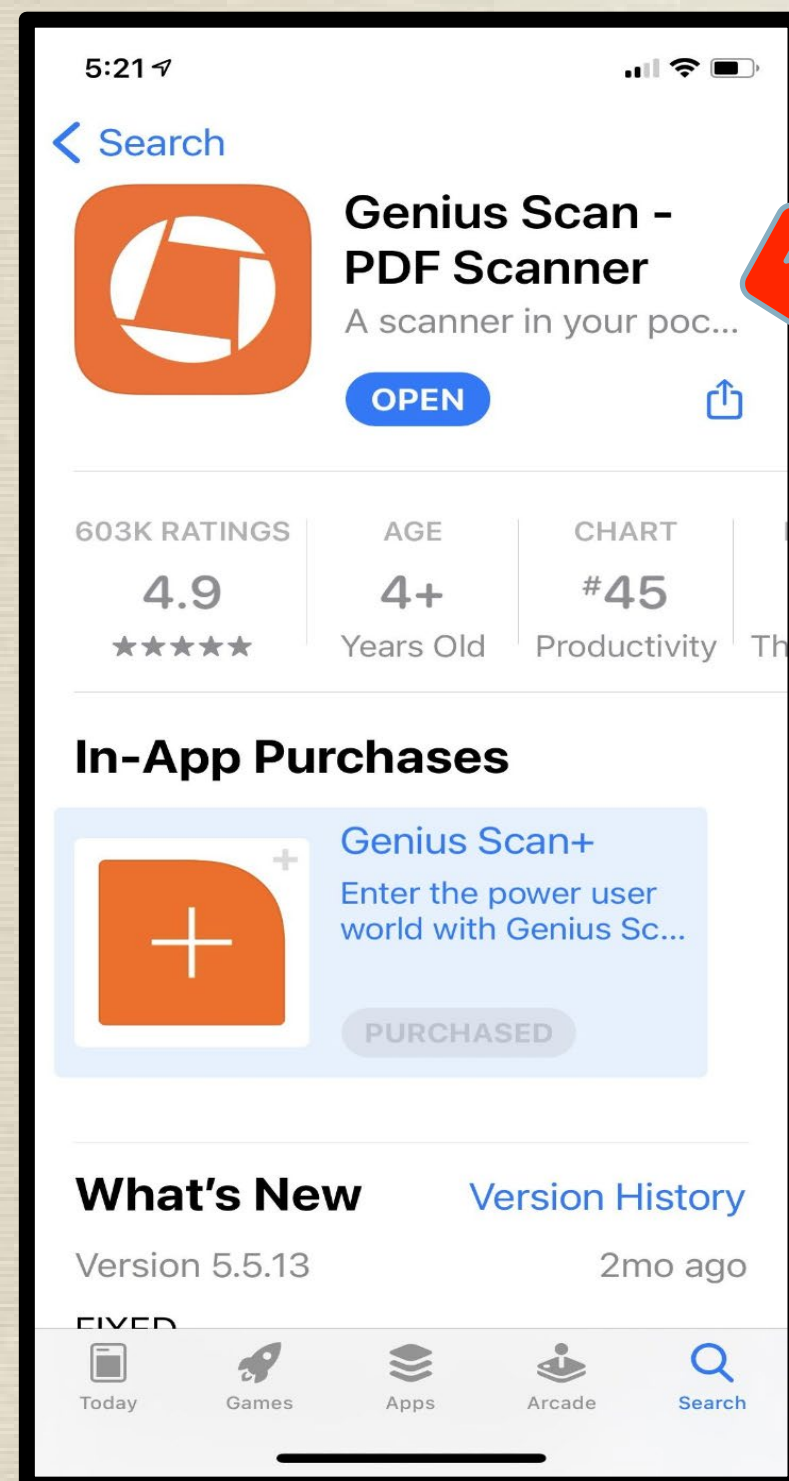 5:21
Search
Genius Scan -
PDF Scanner
A scanner in your poc...
OPEN
603K RATINGS
AGE
CHART
4.9
4+
#45
★★★★★
Years Old
Productivity
Th
In-App Purchases
Genius Scan+
Enter the power user
world with Genius Sc...
PURCHASED
What's New
Version History
Version 5.5.13
2mo ago
FIXED
Today
Games
Apps
Arcade
Search